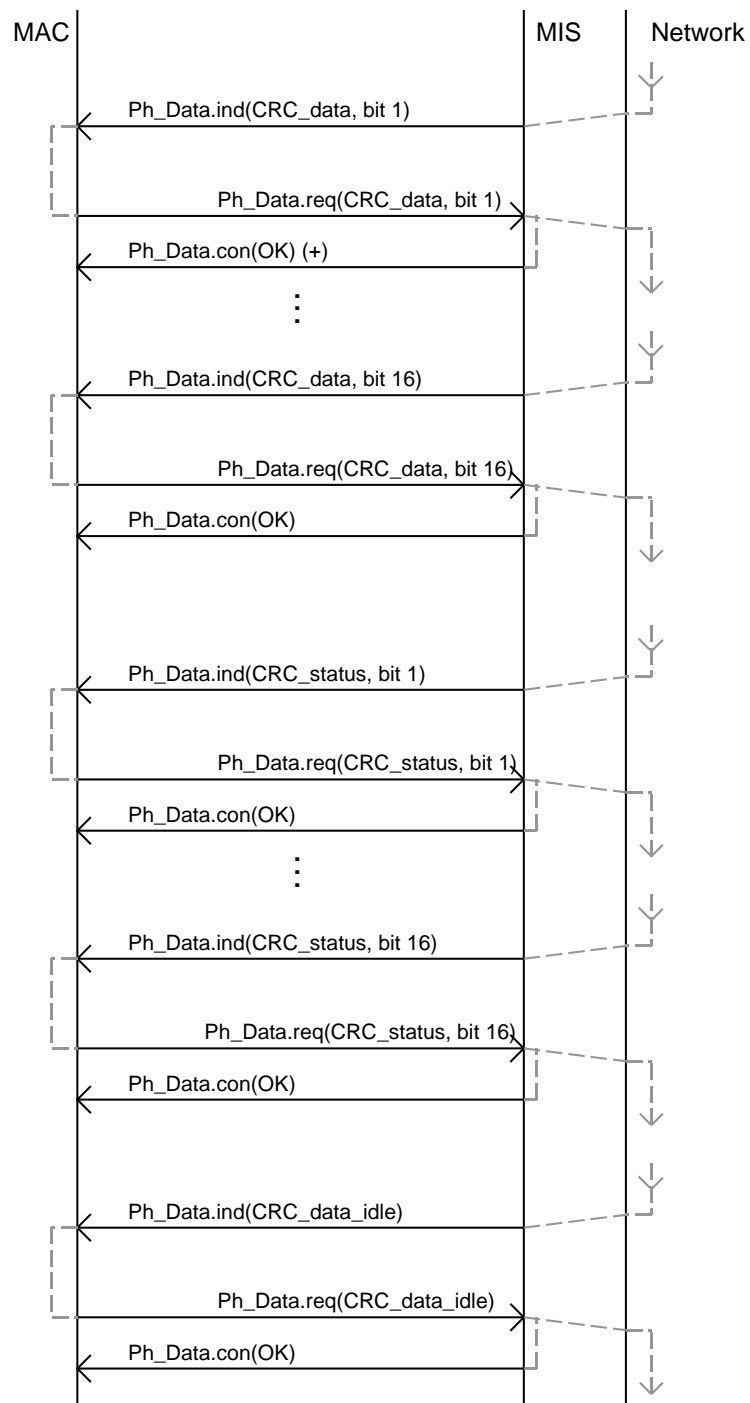 MAC MIS Network
Ph_Data.ind(CRC_data, bit 1)
Ph_Data.req(CRC_data, bit 1)
Ph_Data.con(OK) (+)
Ph_Data.ind(CRC_data, bit 16)
Ph_Data.req(CRC_data, bit 16)
Ph_Data.con(OK)
Ph_Data.ind(CRC_status, bit 1)
Ph_Data.req(CRC_status, bit 1)
Ph_Data.con(OK)
Ph_Data.ind(CRC_status, bit 16)
Ph_Data.req(CRC_status, bit 16)
Ph_Data.con(OK)
Ph_Data.ind(CRC_data_idle)
Ph_Data.req(CRC_data_idle)
Ph_Data.con(OK)